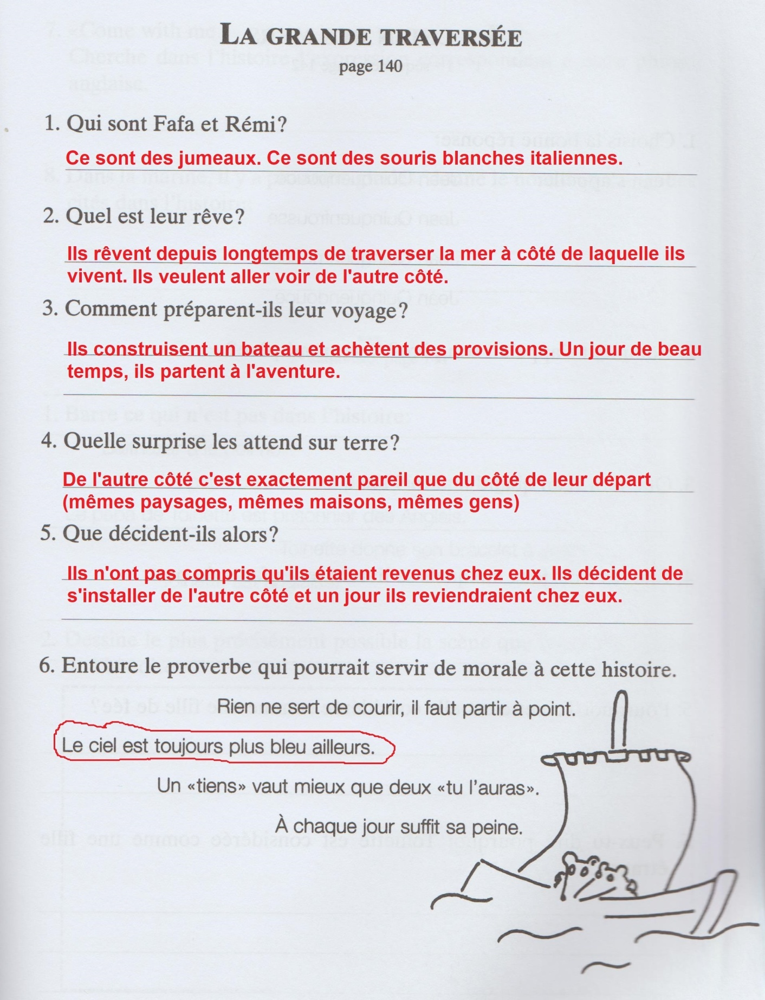 LA GRANDE TRAVERSÉE
page 140
1. Qui sont Fafa et Rémi?
Ce sont des jumeaux. Ce sont des souris blanches italiennes.
2. Quel est leur rêve?
Ils rêvent depuis longtemps de traverser la mer à côté de laquelle ils
vivent. Ils veulent aller voir de l'autre côté.
3. Comment préparent-ils leur voyage?
Ils construisent un bateau et achètent des provisions. Un jour de beau
temps, ils partent à l'aventure.
4. Quelle surprise les attend sur terre?
De l'autre côté c'est exactement pareil que du côté de leur départ
(mêmes paysages, mêmes maisons, mêmes gens)
5. Que décident-ils alors?
Ils n'ont pas compris qu'ils étaient revenus chez eux. Ils décident de
s'installer de l'autre côté et un jour ils reviendraient chez eux.
6. Entoure le proverbe qui pourrait servir de morale à cette histoire.
Rien ne sert de courir, il faut partir à point.
Le ciel est toujours plus bleu ailleurs.
Un «tiens» vaut mieux que deux «tu l'auras».
À chaque jour suffit sa peine.